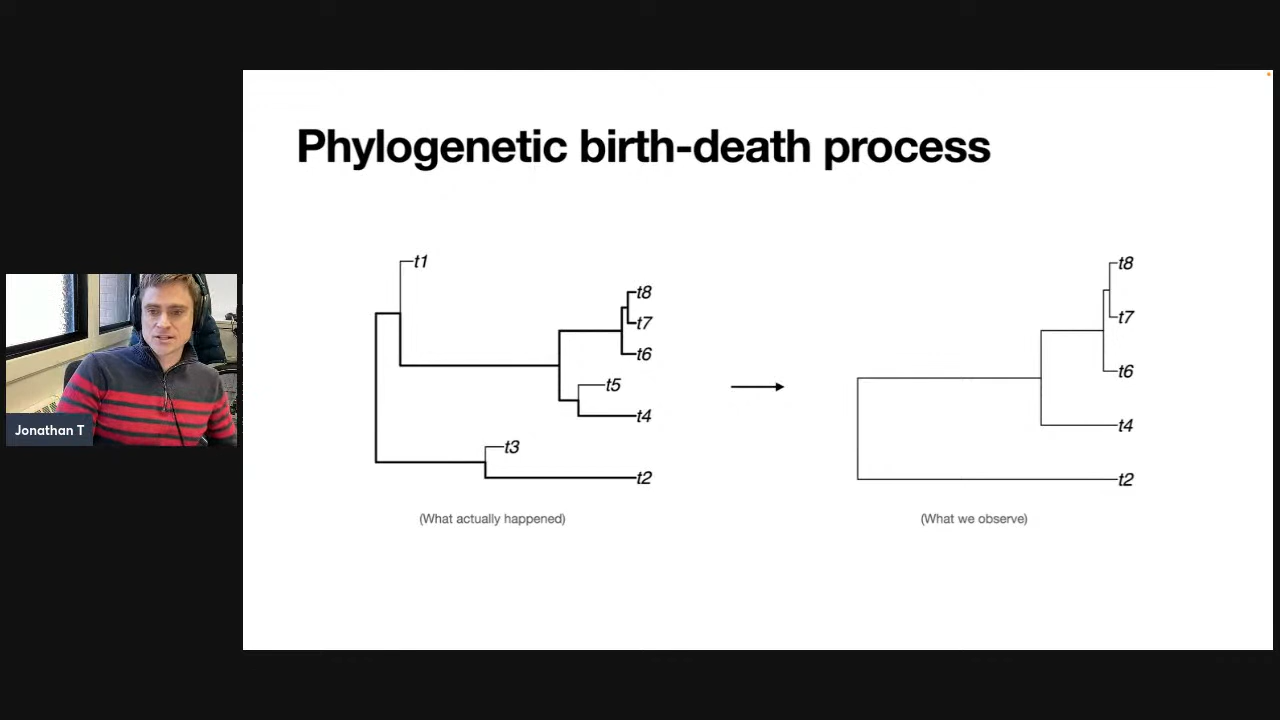 Phylogenetic birth-death process
t1
t8
t7
t6
t5
t4
t3
t2
(What actually happened)
t8
t7
t6
t4
t2
(What we observe)
Jonathan T